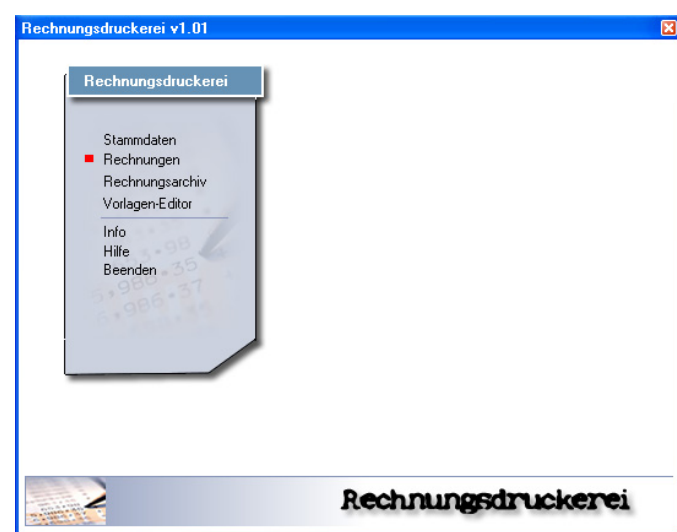 Rechnungsdruckerei v1.01
Rechnungsdruckerei
Stammdaten
Rechnungen
Rechnungsarchiv
Vorlagen-Editor
Info
Hilfe
Beenden
Rechnungsdruckerei